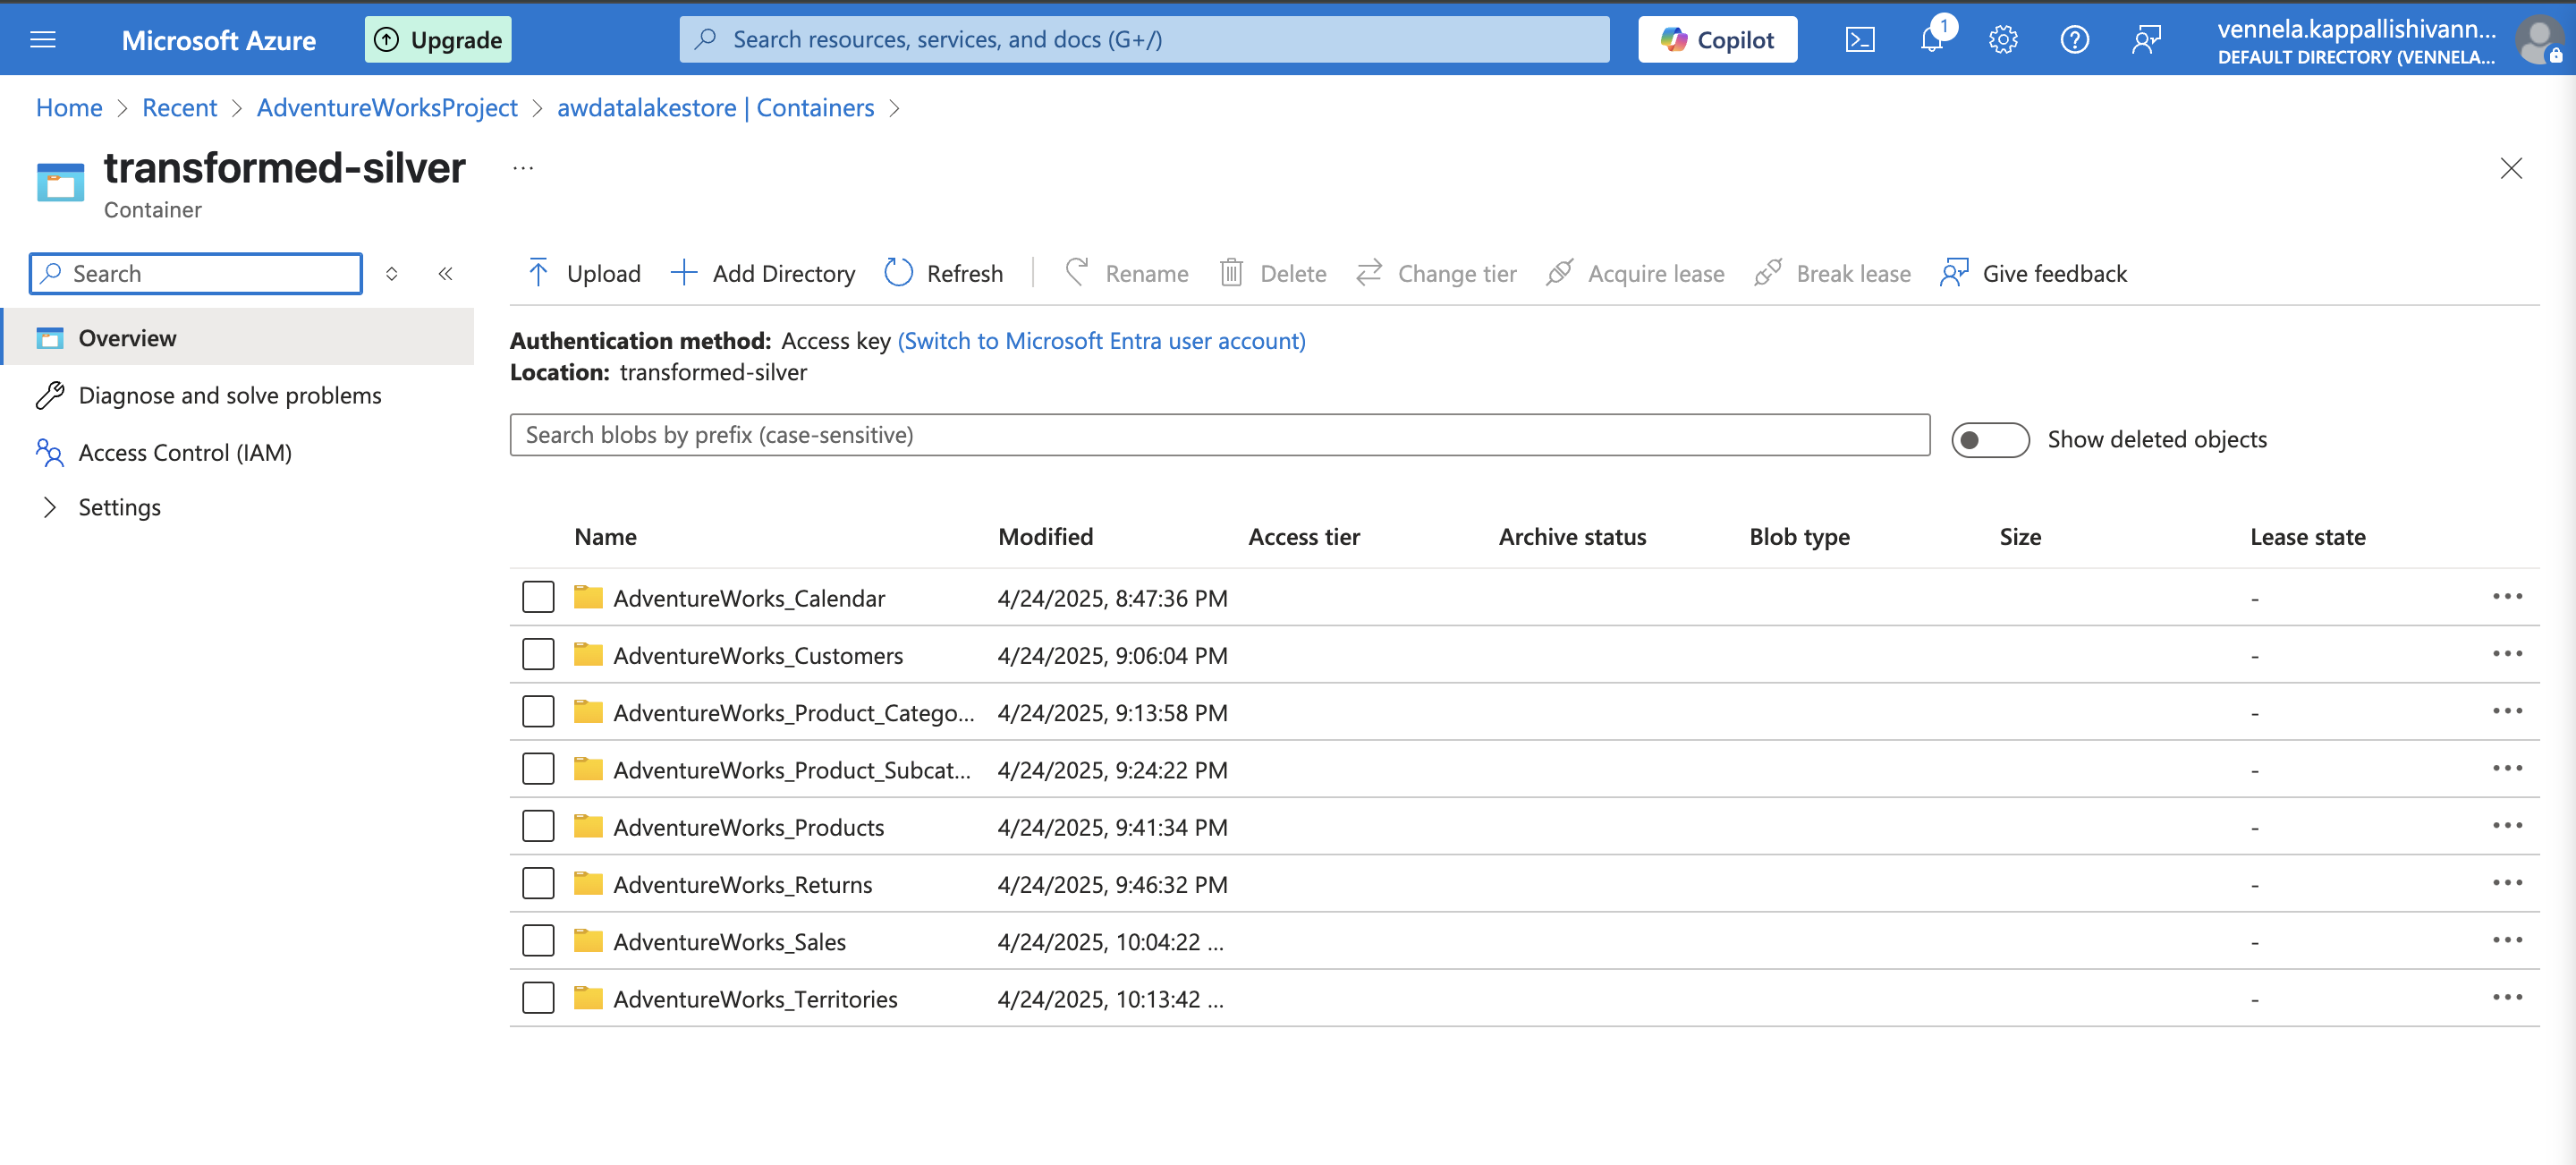 Microsoft Azure Upgrade Search resources, services, and docs (G+/) Copilot 1 vennela.kappallishivann...
DEFAULT DIRECTORY (VENNELA...
Home > Recent > AdventureWorksProject > awdatalakestore | Containers >
transformed-silver ...
Container
Search
Overview
Diagnose and solve problems
Access Control (IAM)
Settings
Upload Add Directory Refresh Rename Delete Change tier Acquire lease Break lease Give feedback
Authentication method: Access key (Switch to Microsoft Entra user account)
Location: transformed-silver
Search blobs by prefix (case-sensitive) Show deleted objects
Name Modified Access tier Archive status Blob type Size Lease state
AdventureWorks_Calendar 4/24/2025, 8:47:36 PM -
AdventureWorks_Customers 4/24/2025, 9:06:04 PM -
AdventureWorks_Product_Catego... 4/24/2025, 9:13:58 PM -
AdventureWorks_Product_Subcat... 4/24/2025, 9:24:22 PM -
AdventureWorks_Products 4/24/2025, 9:41:34 PM -
AdventureWorks_Returns 4/24/2025, 9:46:32 PM -
AdventureWorks_Sales 4/24/2025, 10:04:22 ... -
AdventureWorks_Territories 4/24/2025, 10:13:42 ... -